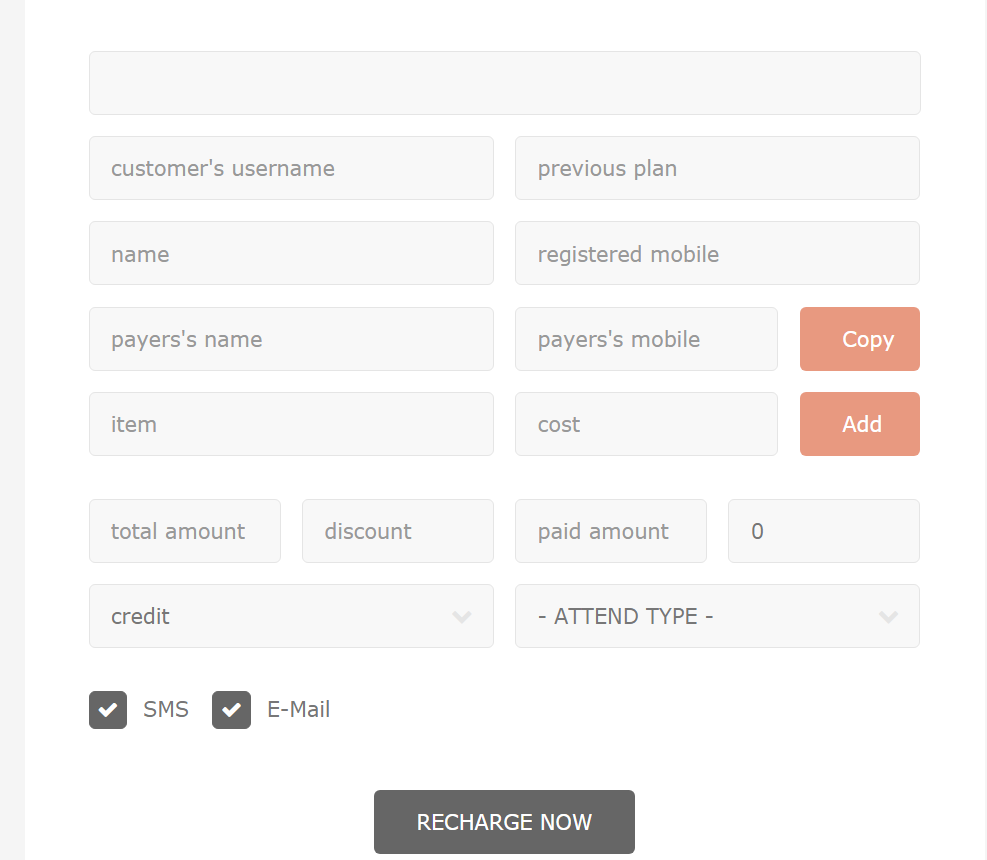 customer's username previous plan
name registered mobile
payers's name payers's mobile Copy
item cost Add
total amount discount paid amount 0
credit - ATTEND TYPE -
SMS E-Mail
RECHARGE NOW